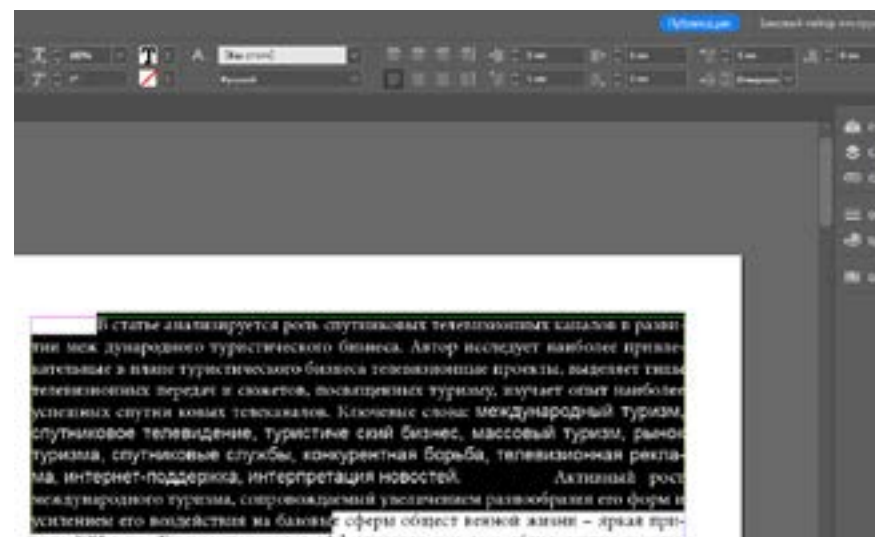 Публикация
[Без стиля]
Русский
В статье анализируется роль спутниковых телевизионных каналов в разви-
тии меж дународного туристического бизнеса. Автор исследует наиболее привле-
кательные в плане туристического бизнеса телевизионные проекты, выделяет типы
телевизионных передач и сюжетов, посвященных туризму, изучает опыт наиболее
успешных спутни ковых телеканалов. Ключевые слова: международный туризм,
спутниковое телевидение, туристиче ский бизнес, массовый туризм, рынок
туризма, спутниковые службы, конкурентная борьба, телевизионная рекла-
ма, интернет-поддержка, интерпретация новостей. Активный рост
международного туризма, сопровождаемый увеличением разнообразия его форм и
усилением его воздействия на базовые сферы общест венной жизни – яркая при-